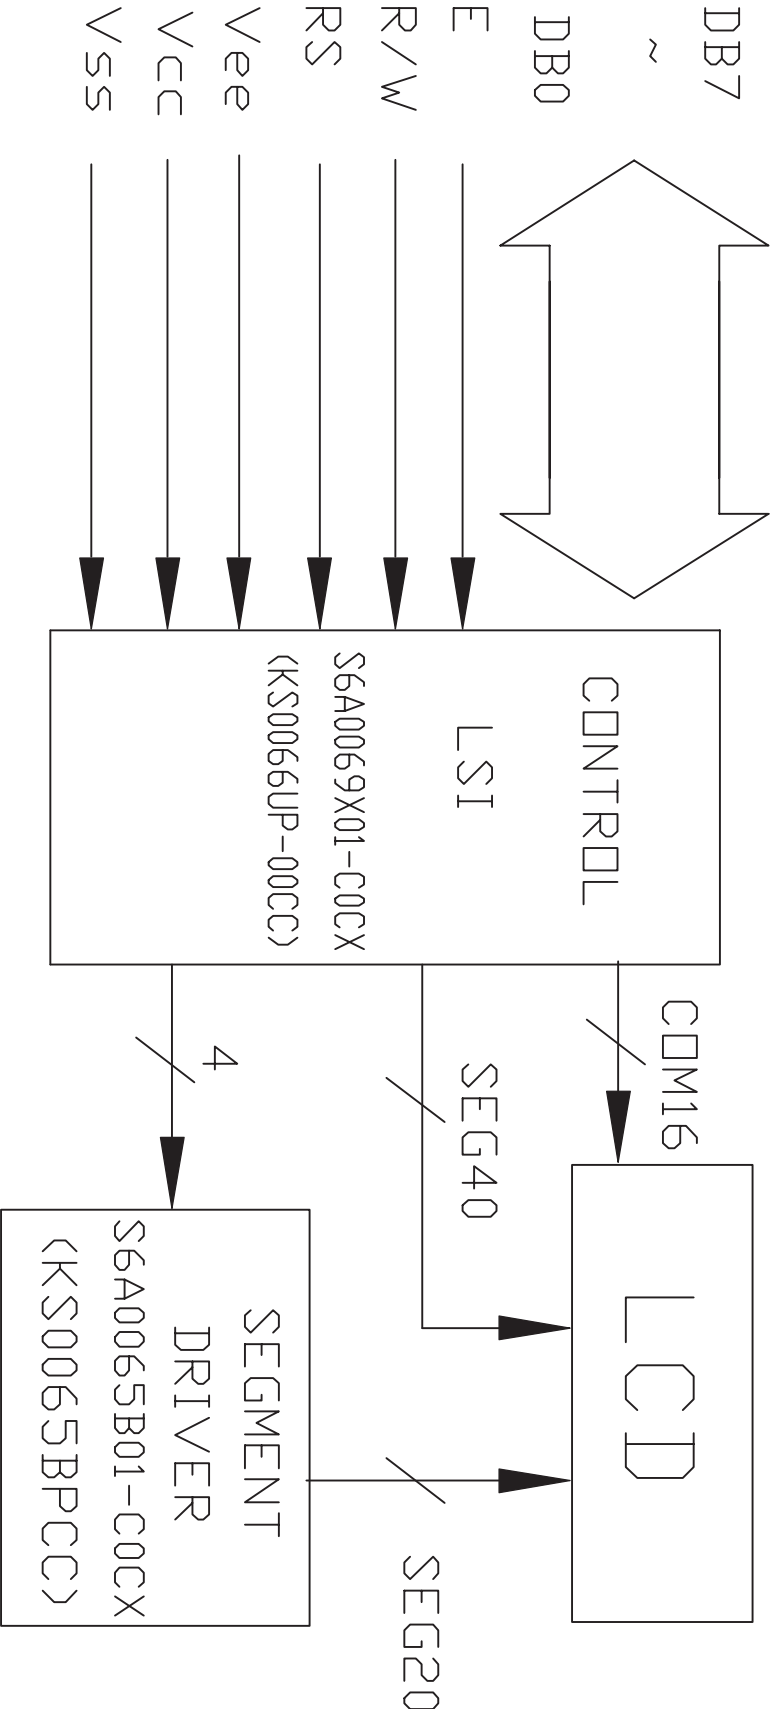 DB7
~
DB0
E
R/W
RS
Vee
Vcc
Vss
CONTROL
LSI
S6A0069X01-C0CX
(KS0066UP-00CC)
COM16
SEG40
4
LCD
SEGMENT
DRIVER
S6A0065B01-C0CX
(KS0065BPCC)
SEG20